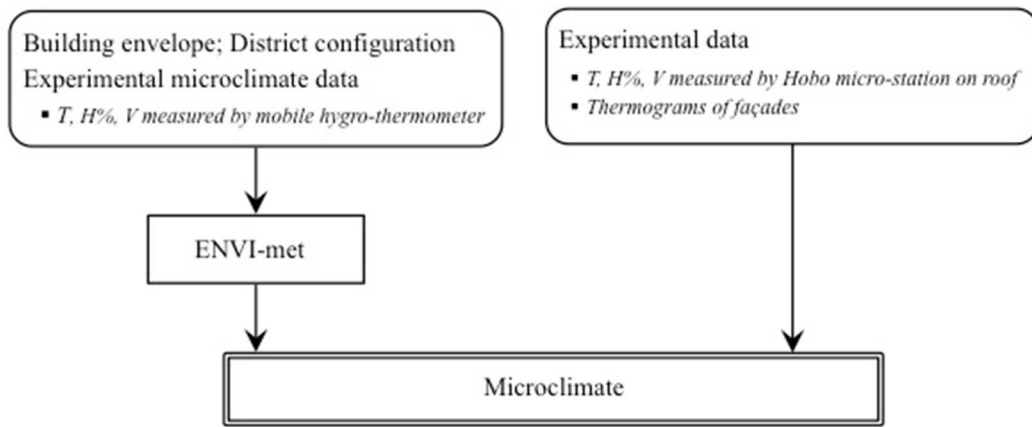 Building envelope; District configuration
Experimental microclimate data
▪ T, H%, V measured by mobile hygro-thermometer
Experimental data
▪ T, H%, V measured by Hobo micro-station on roof
▪ Thermograms of façades
ENVI-met
Microclimate